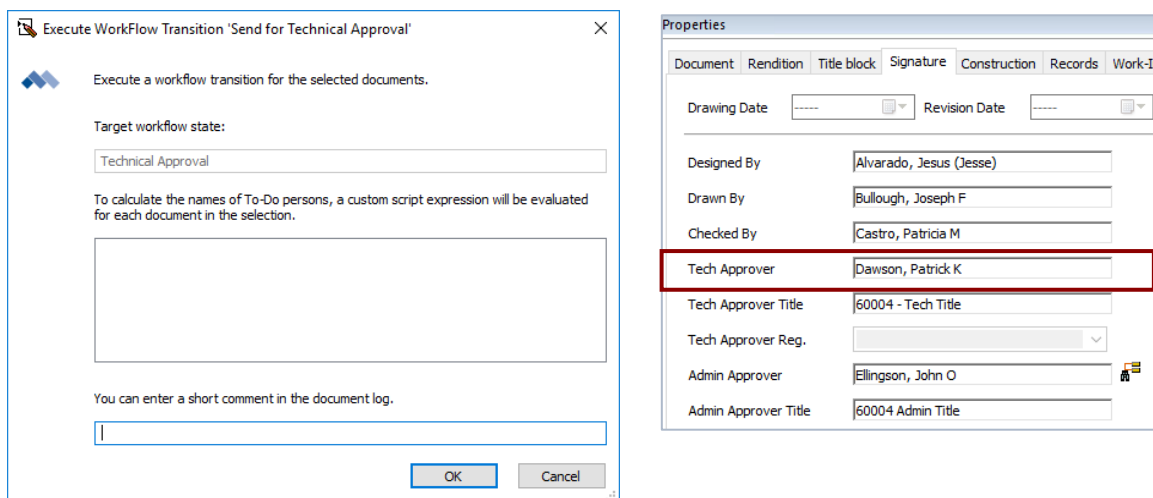 Execute WorkFlow Transition 'Send for Technical Approval'
Execute a workflow transition for the selected documents.
Target workflow state:
Technical Approval
To calculate the names of To-Do persons, a custom script expression will be evaluated
for each document in the selection.
You can enter a short comment in the document log.
OK Cancel
Properties
Document Rendition Title block Signature Construction Records Work-I
Drawing Date ----- Revision Date -----
Designed By Alvarado, Jesus (Jesse)
Drawn By Bullough, Joseph F
Checked By Castro, Patricia M
Tech Approver Dawson, Patrick K
Tech Approver Title 60004 - Tech Title
Tech Approver Reg.
Admin Approver Ellingson, John O
Admin Approver Title 60004 Admin Title